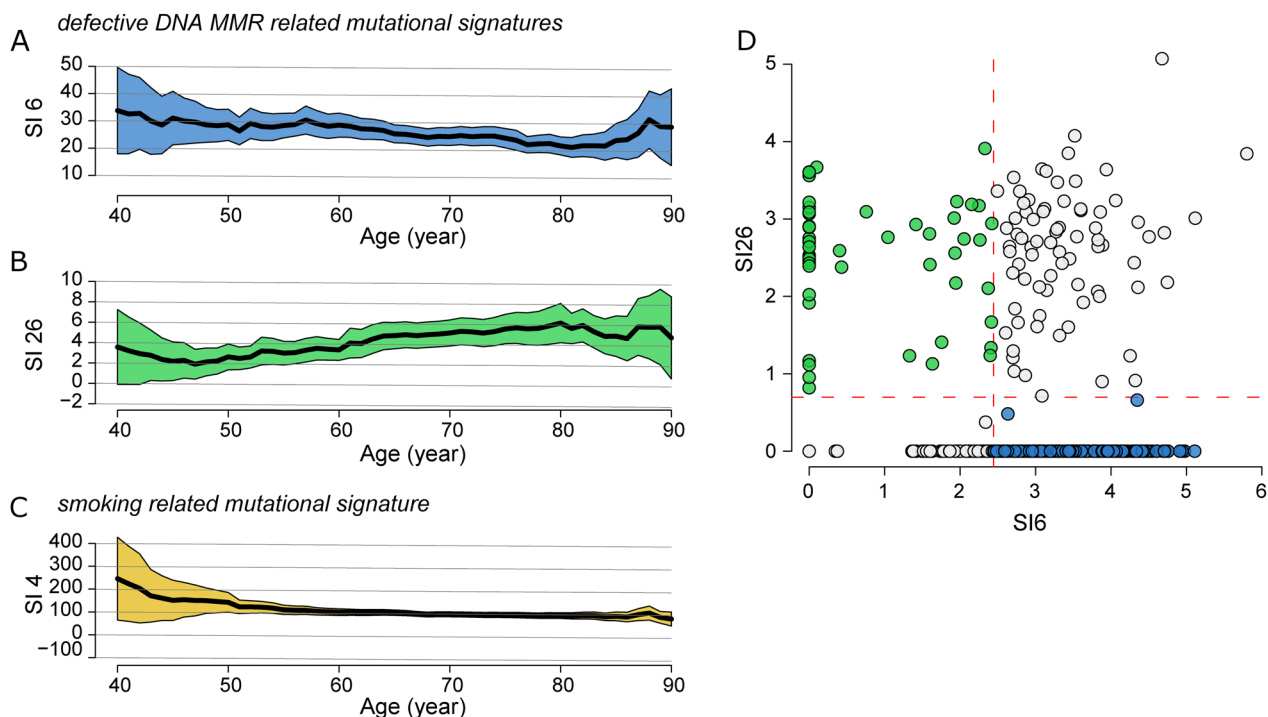 defective DNA MMR related mutational signatures
A
50
40
30
20
10
SI 6
40 50 60 70 80 90
Age (year)
B
10
8
6
4
2
0
−2
SI 26
40 50 60 70 80 90
Age (year)
smoking related mutational signature
C
400
300
200
100
0
−100
SI 4
40 50 60 70 80 90
Age (year)
D
5
4
3
2
1
0
SI26
0 1 2 3 4 5 6
SI6